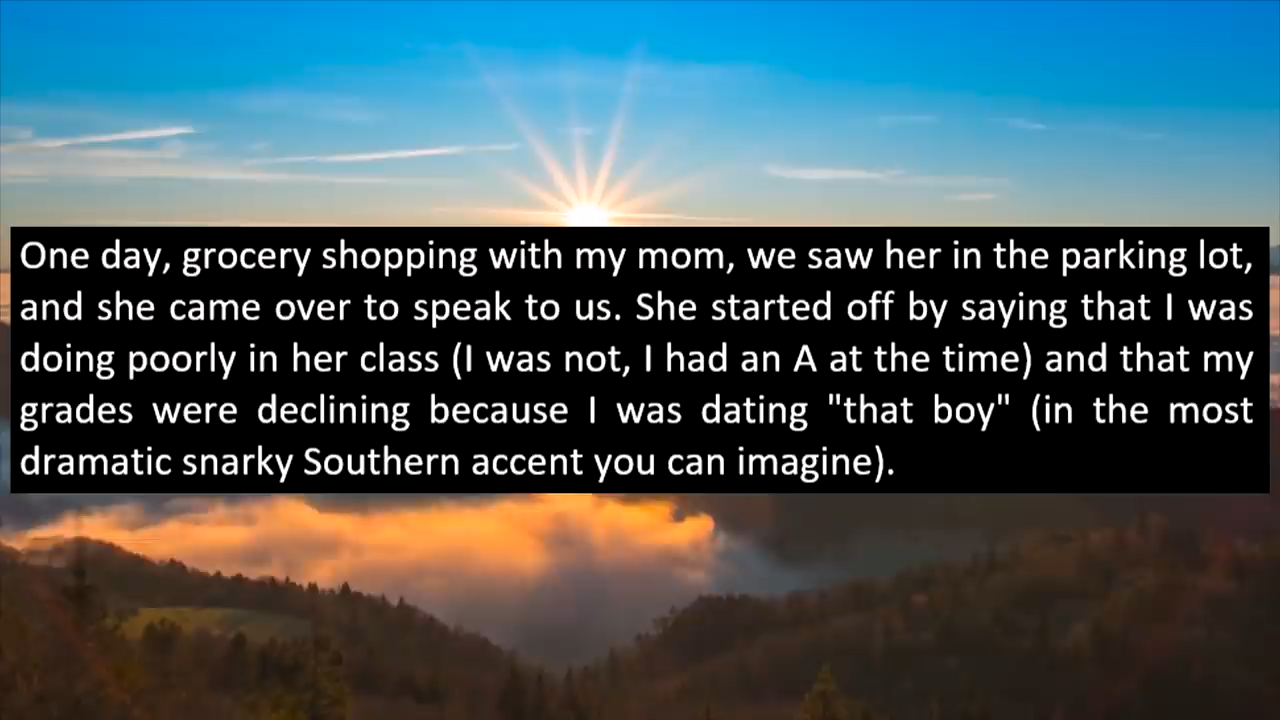 One day, grocery shopping with my mom, we saw her in the parking lot,
and she came over to speak to us. She started off by saying that I was
doing poorly in her class (I was not, I had an A at the time) and that my
grades were declining because I was dating "that boy" (in the most
dramatic snarky Southern accent you can imagine).